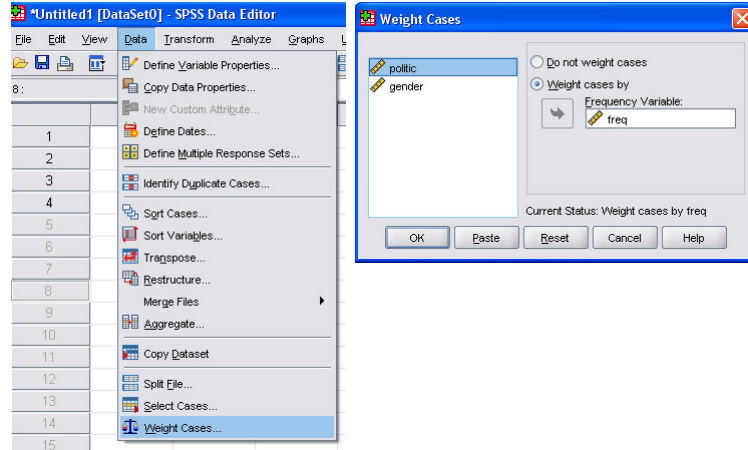 *Untitled1 [DataSet0] - SPSS Data Editor
File Edit View Data Transform Analyze Graphs
8 :
Define Variable Properties...
Copy Data Properties...
New Custom Attribute...
Define Dates...
Define Multiple Response Sets...
Identify Duplicate Cases...
Sort Cases...
Sort Variables...
Transpose...
Restructure...
Merge Files
Aggregate...
Copy Dataset
Split File...
Select Cases...
Weight Cases...
1
2
3
4
5
6
7
8
9
10
11
12
13
14
15
Weight Cases
politic
gender
Do not weight cases
Weight cases by
Frequency Variable:
freq
Current Status: Weight cases by freq
OK Paste Reset Cancel Help